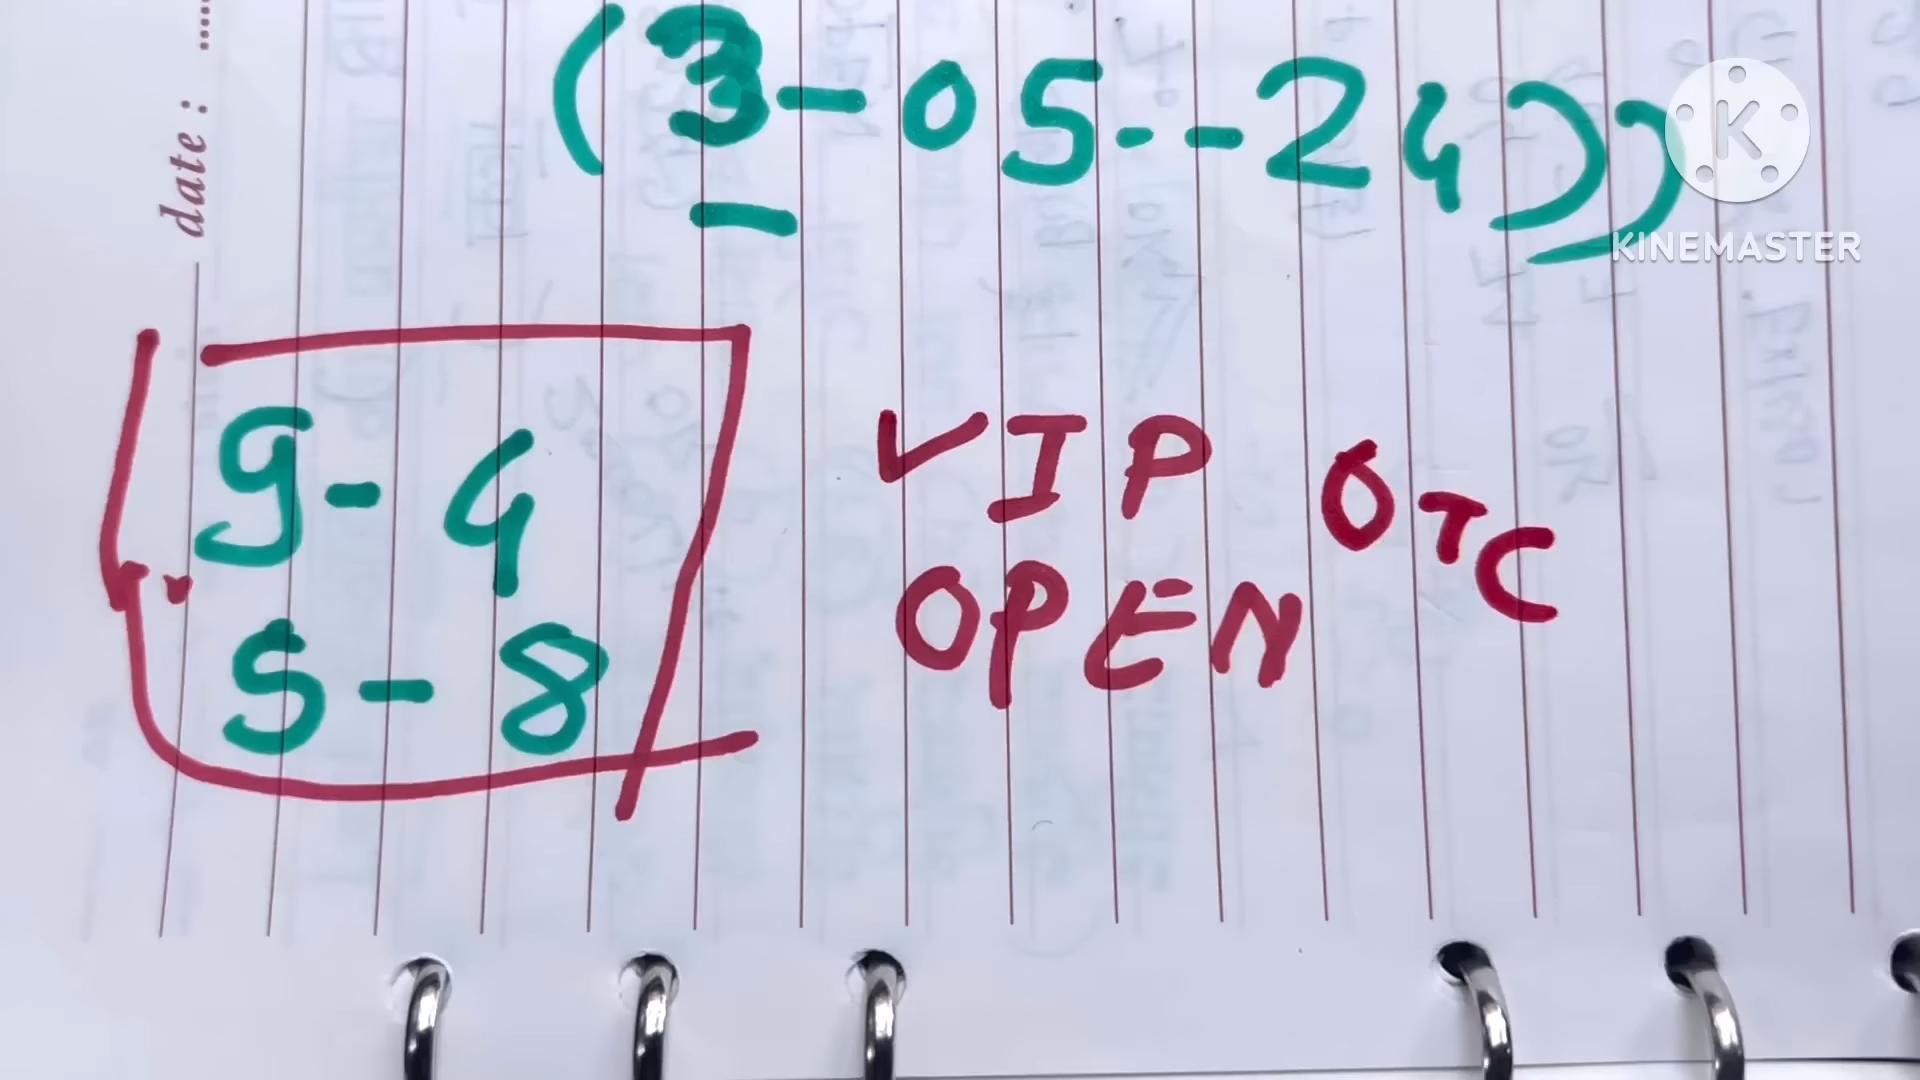 date :
(3-05--24))
K
KINEMASTER
9-4
5-8
VIP
OPEN
OTC